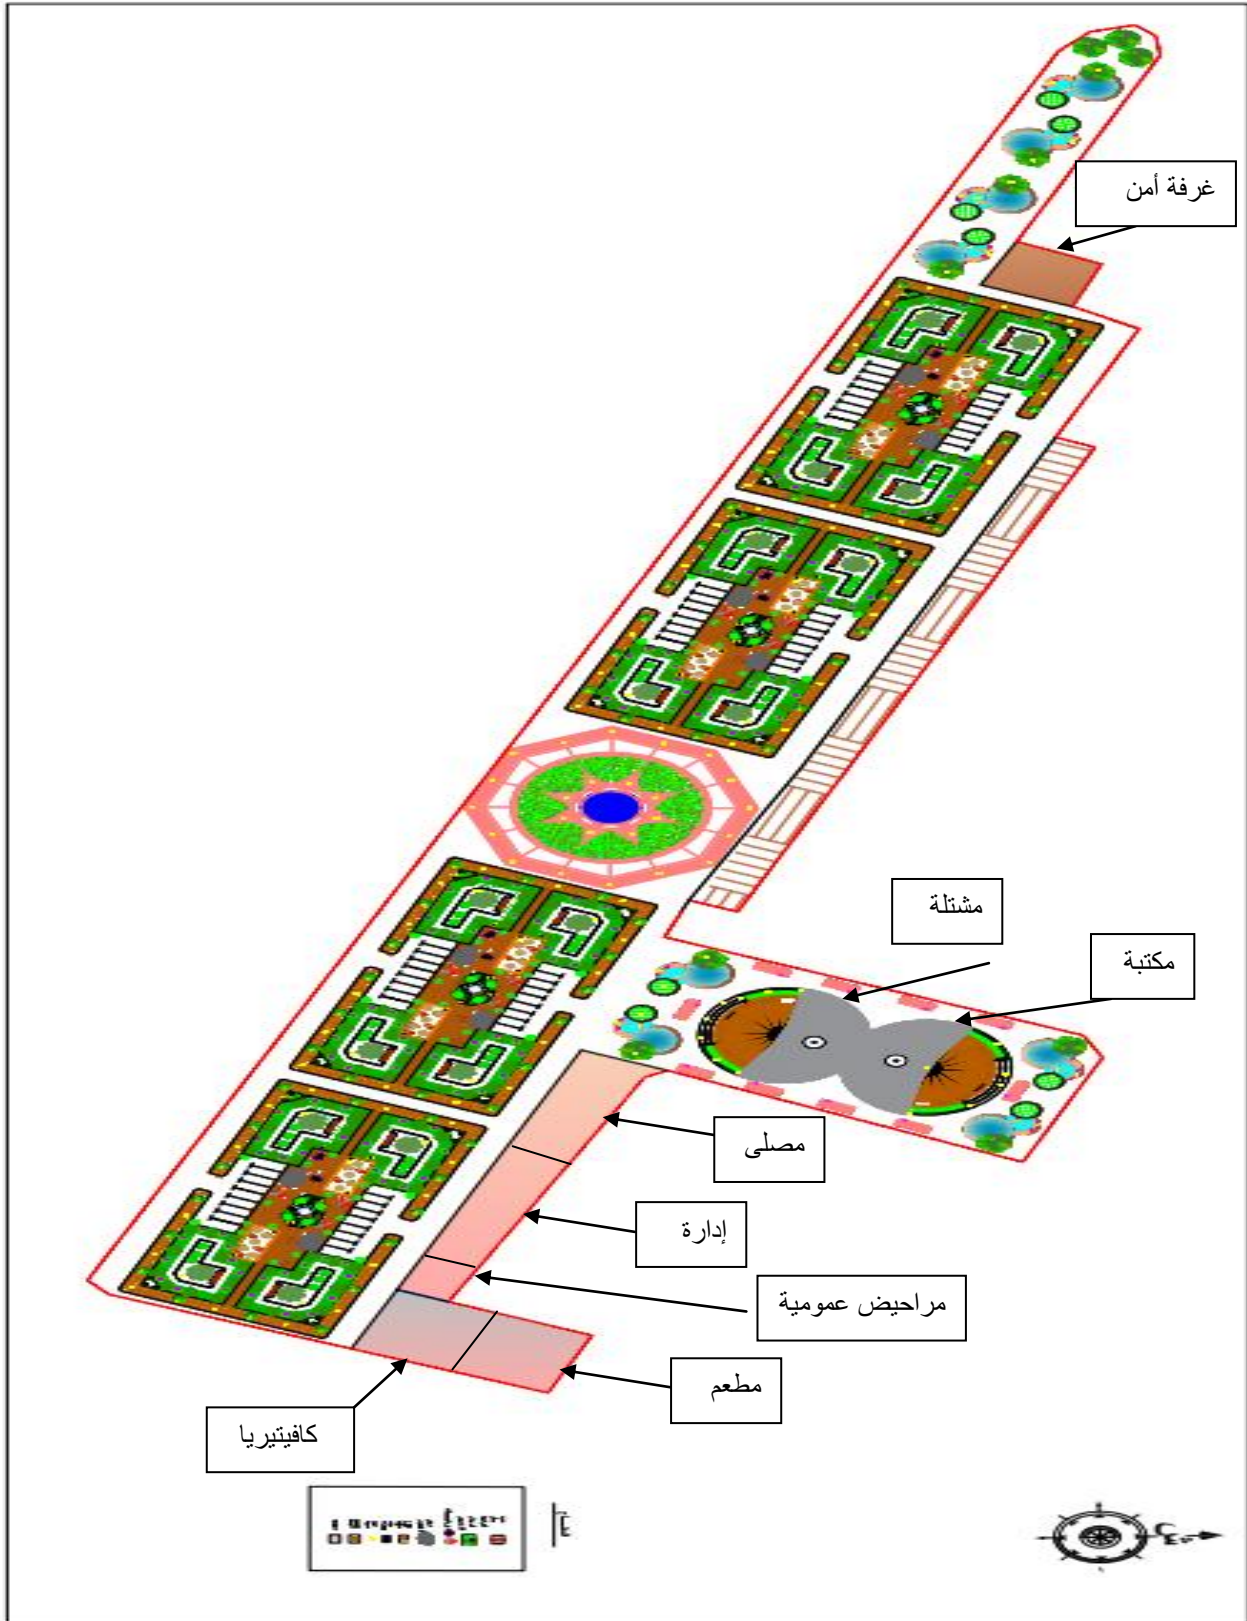 غرفة أمن
مشتلة
مكتبة
مصلى
إدارة
مراحيض عمومية
مطعم
كافيتيريا